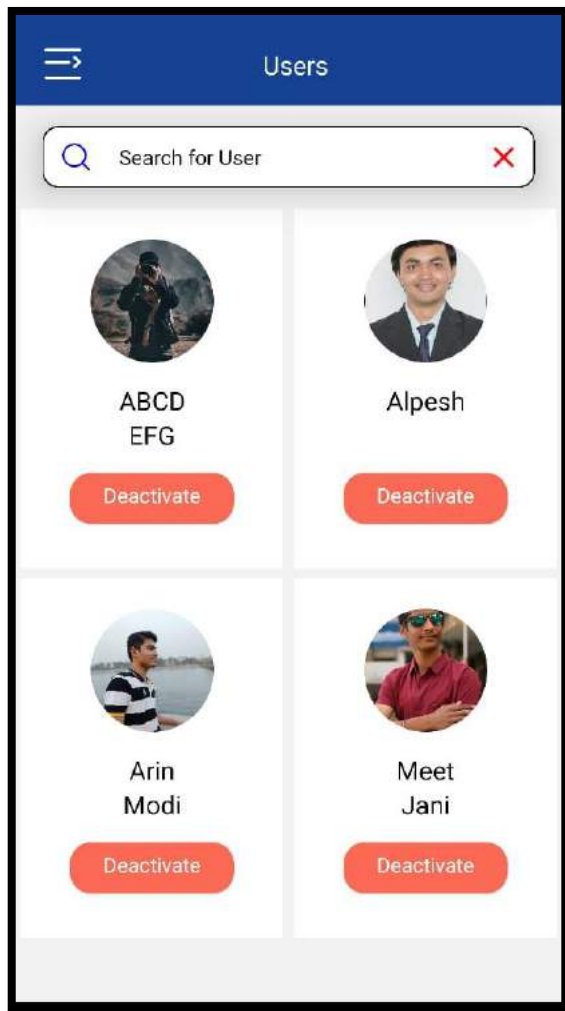 Users
Search for User
ABCD
EFG
Deactivate
Alpesh
Deactivate
Arin
Modi
Deactivate
Meet
Jani
Deactivate